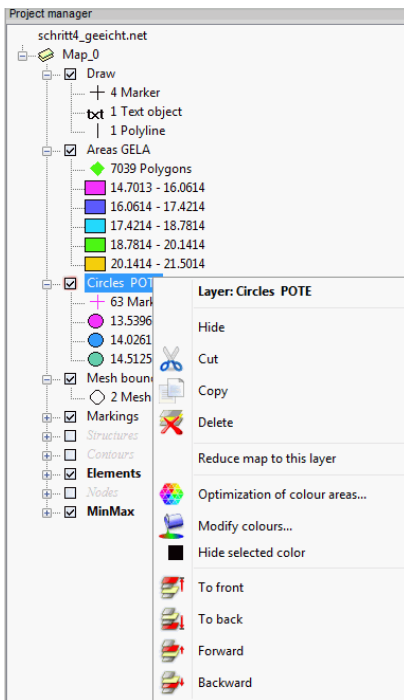 Project manager
schritt4_geeicht.net
Map_0
Draw
4 Marker
txt 1 Text object
1 Polyline
Areas GELA
7039 Polygons
14.7013 - 16.0614
16.0614 - 17.4214
17.4214 - 18.7814
18.7814 - 20.1414
20.1414 - 21.5014
Circles POTE
63 Mark
13.5396
14.0261
14.5125
Mesh boun
2 Mesh
Markings
Structures
Contours
Elements
Nodes
MinMax
Layer: Circles POTE
Hide
Cut
Copy
Delete
Reduce map to this layer
Optimization of colour areas...
Modify colours...
Hide selected color
To front
To back
Forward
Backward